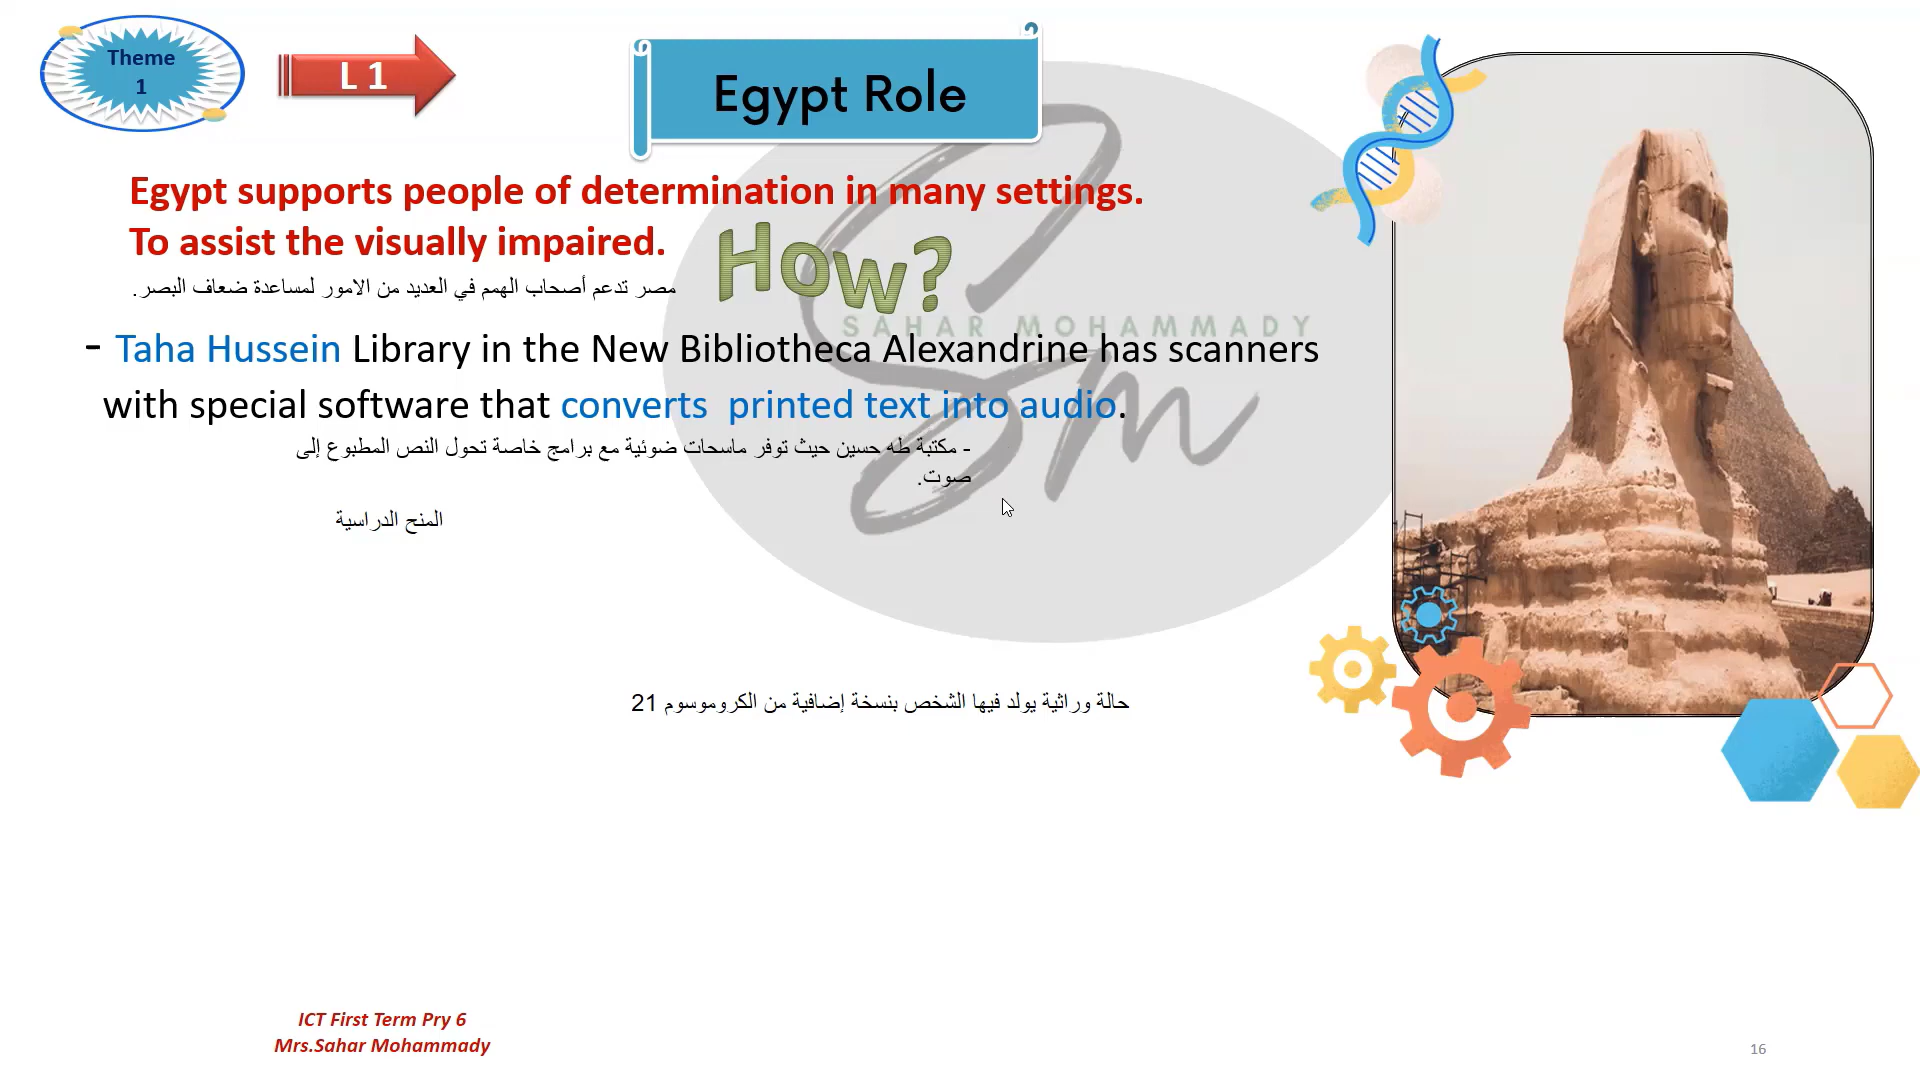 Theme
1
L 1
Egypt Role
Egypt supports people of determination in many settings.
To assist the visually impaired.
How?
مصر تدعم أصحاب الهمم في العديد من الامور لمساعدة ضعاف البصر.
SAHAR MOHAMMADY
Sm
- Taha Hussein Library in the New Bibliotheca Alexandrine has scanners
with special software that converts  printed text into audio.
- مكتبة طه حسين حيث توفر ماسحات ضوئية مع برامج خاصة تحول النص المطبوع إلى
صوت.
المنح الدراسية
حالة وراثية يولد فيها الشخص بنسخة إضافية من الكروموسوم 21
ICT First Term Pry 6
Mrs.Sahar Mohammady
16